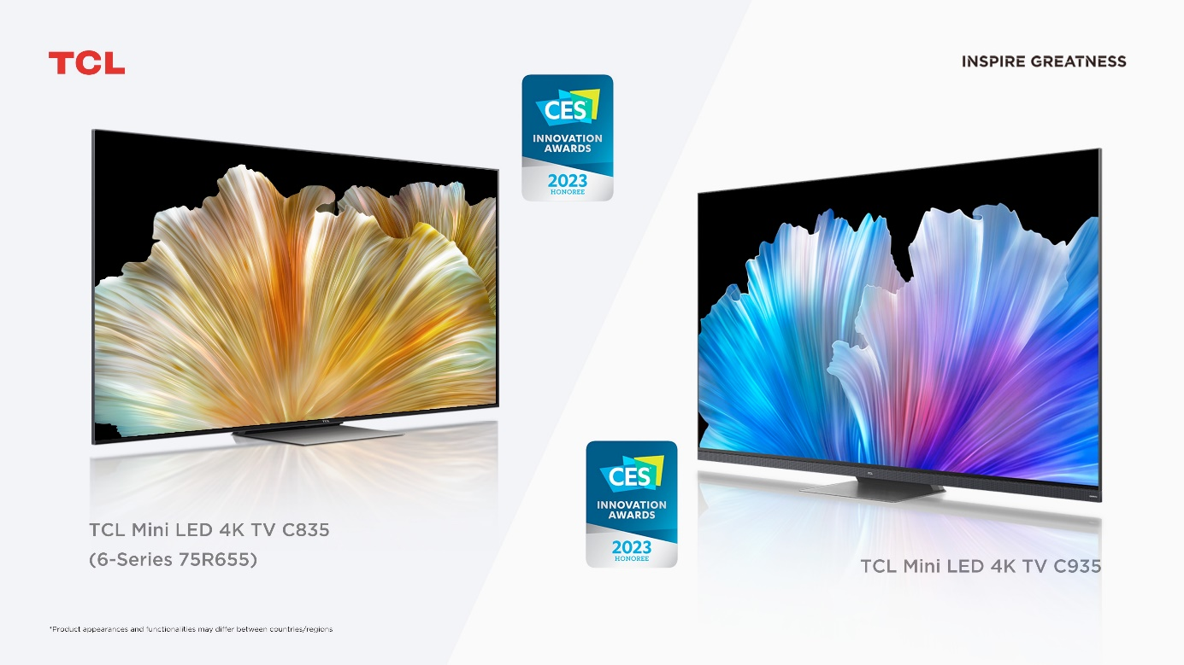 TCL
INSPIRE GREATNESS
CES
INNOVATION
AWARDS
2023
HONOREE
TCL Mini LED 4K TV C835
(6-Series 75R655)
CES
INNOVATION
AWARDS
2023
HONOREE
TCL Mini LED 4K TV C935
*Product appearances and functionalities may differ between countries/regions